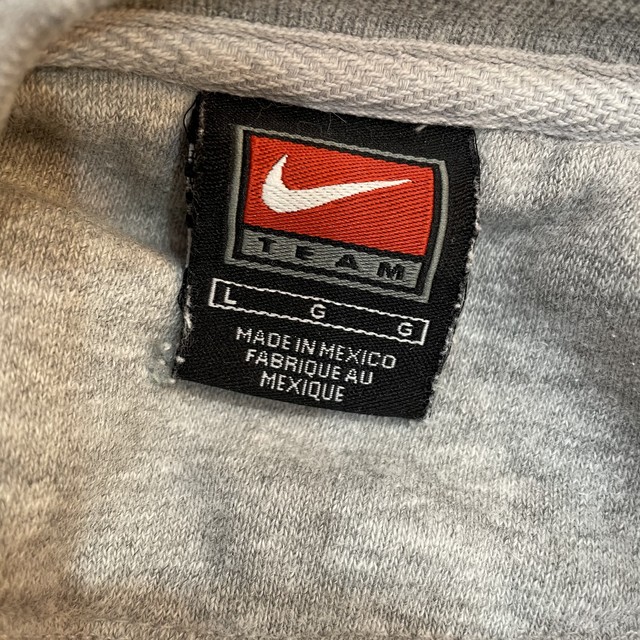 TEAM
L G G
MADE IN MEXICO
FABRIQUE AU
MEXIQUE